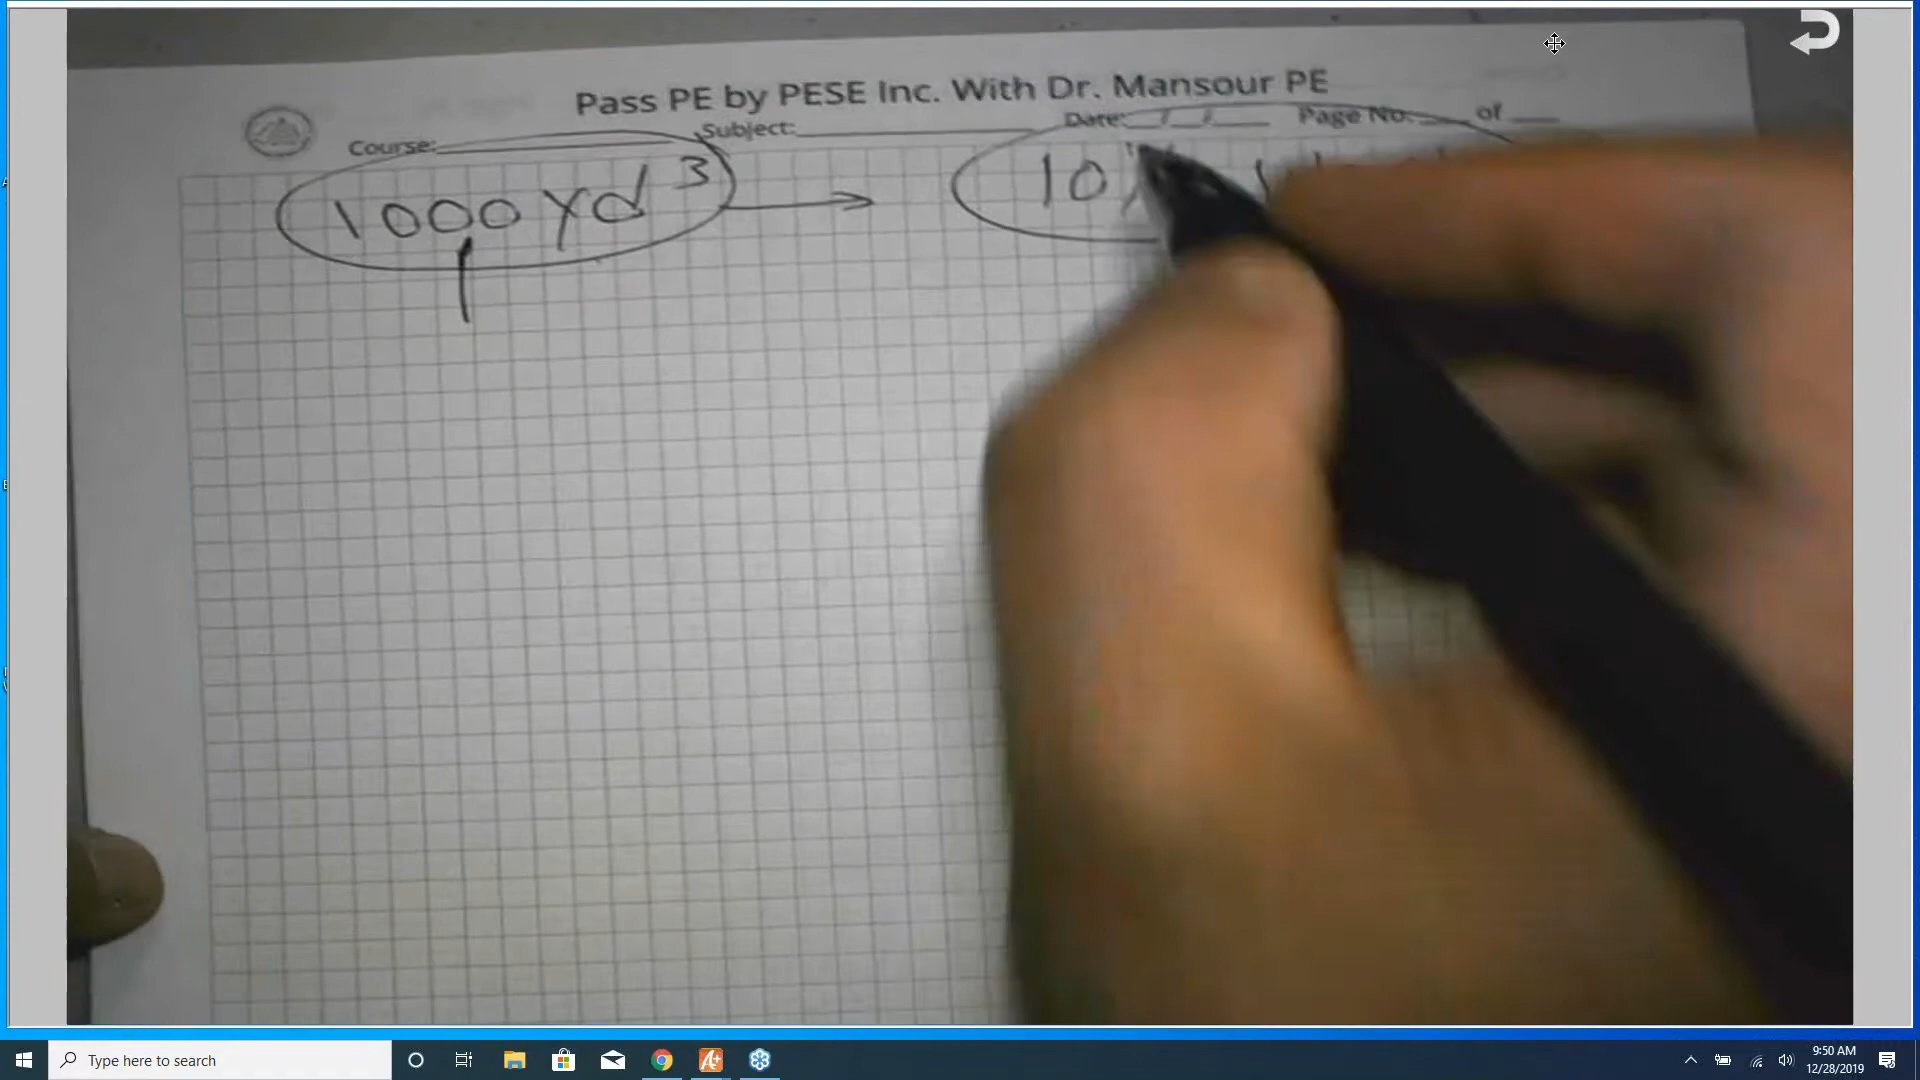 Pass PE by PESE Inc. With Dr. Mansour PE
Course: Subject: Date: Page No. of
1000 yd³ → 10
Type here to search
9:50 AM
12/28/2019